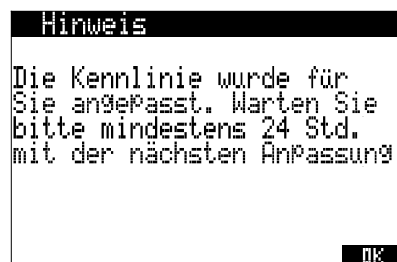 Hinweis
Die Kennlinie wurde für
Sie angepasst. Warten Sie
bitte mindestens 24 Std.
mit der nächsten Anpassung
OK